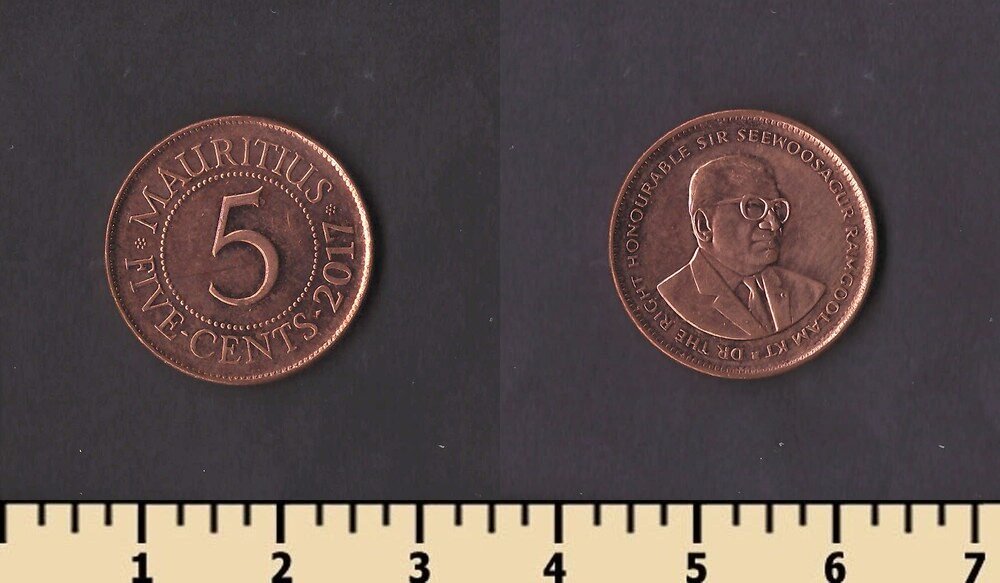 MAURITIUS
5
FIVE-CENTS-2017
DR THE RIGHT HONOURABLE SIR SEEWOOSAGUR RAMGOOLAM KT
1 2 3 4 5 6 7